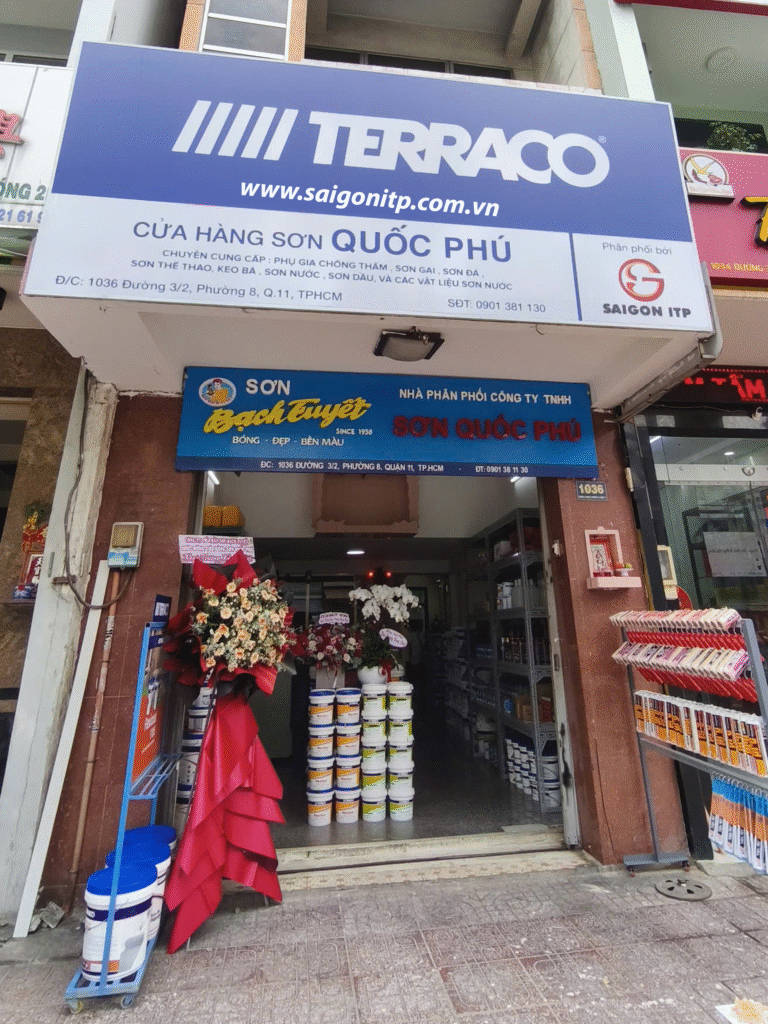 TERRACO®
www.saigonitp.com.vn
CỬA HÀNG SƠN QUỐC PHÚ
CHUYÊN CUNG CẤP : PHỤ GIA CHỐNG THẤM , SƠN GAI , SƠN ĐÁ ,
SƠN THỂ THAO, KEO BẢ , SƠN NƯỚC , SƠN DẦU, VÀ CÁC VẬT LIỆU SƠN NƯỚC
Đ/C: 1036 Đường 3/2, Phường 8, Q.11, TPHCM
SĐT: 0901 381 130
Phân phối bởi
SAIGON ITP
SƠN
Bạch Tuyết
SINCE 1958
BÓNG - ĐẸP - BỀN MÀU
NHÀ PHÂN PHỐI CÔNG TY TNHH
SƠN QUỐC PHÚ
ĐC: 1036 ĐƯỜNG 3/2, PHƯỜNG 8, QUẬN 11, TP.HCM - ĐT: 0901 38 11 30
1036
1034 ĐƯỜNG
TÂM